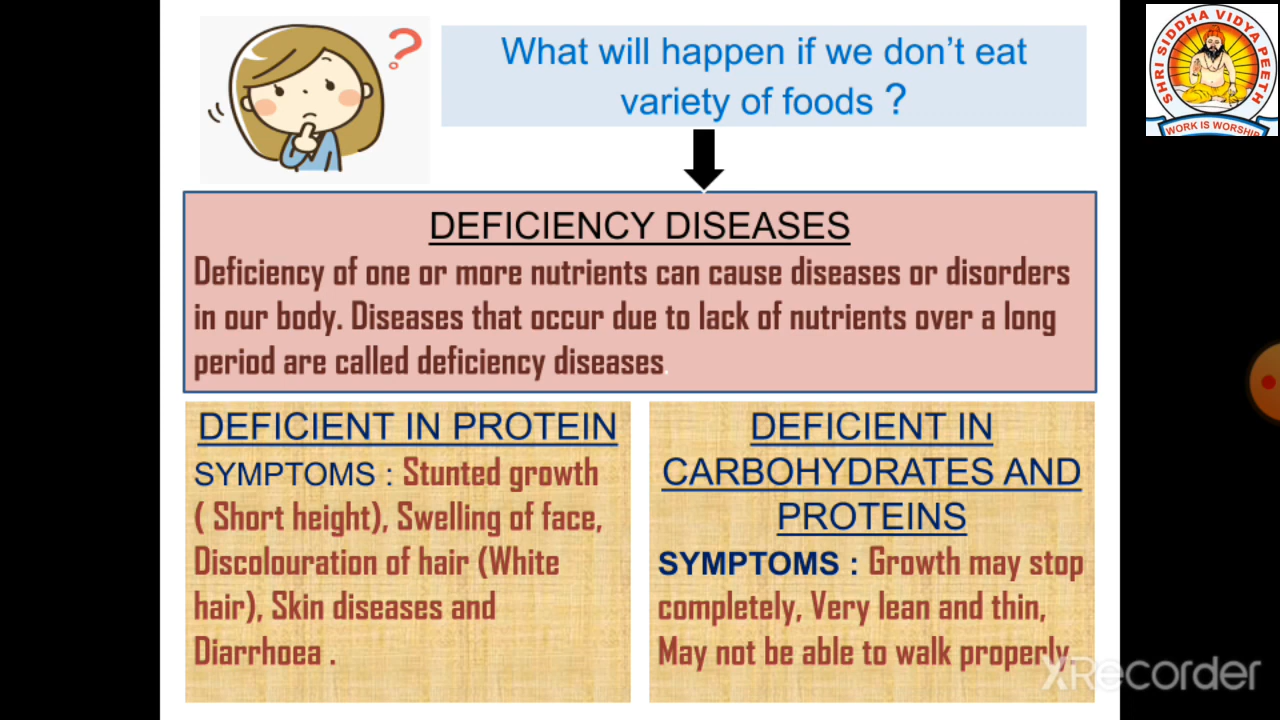 What will happen if we don’t eat
variety of foods ?
SHRI SIDDHA VIDYA PEETH
WORK IS WORSHIP
DEFICIENCY DISEASES
Deficiency of one or more nutrients can cause diseases or disorders
in our body. Diseases that occur due to lack of nutrients over a long
period are called deficiency diseases.
DEFICIENT IN PROTEIN
SYMPTOMS : Stunted growth
( Short height), Swelling of face,
Discolouration of hair (White
hair), Skin diseases and
Diarrhoea .
DEFICIENT IN
CARBOHYDRATES AND
PROTEINS
SYMPTOMS : Growth may stop
completely, Very lean and thin,
May not be able to walk properly
XRecorder